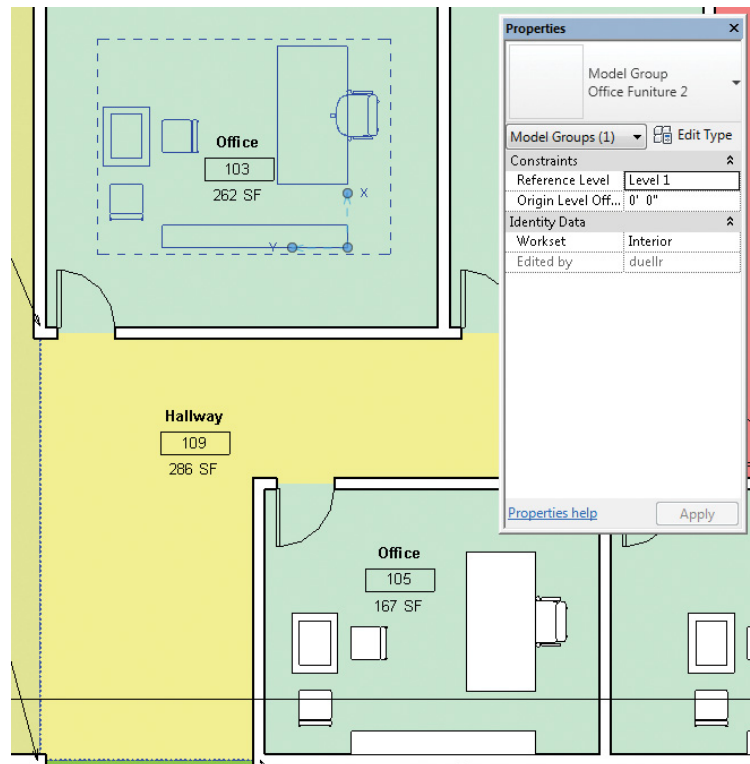 Office
103
262 SF
X
Y
Hallway
109
286 SF
Office
105
167 SF
Properties
Model Group
Office Funiture 2
Model Groups (1)
Edit Type
Constraints
Reference Level Level 1
Origin Level Off... 0' 0"
Identity Data
Workset Interior
Edited by duellr
Properties help
Apply